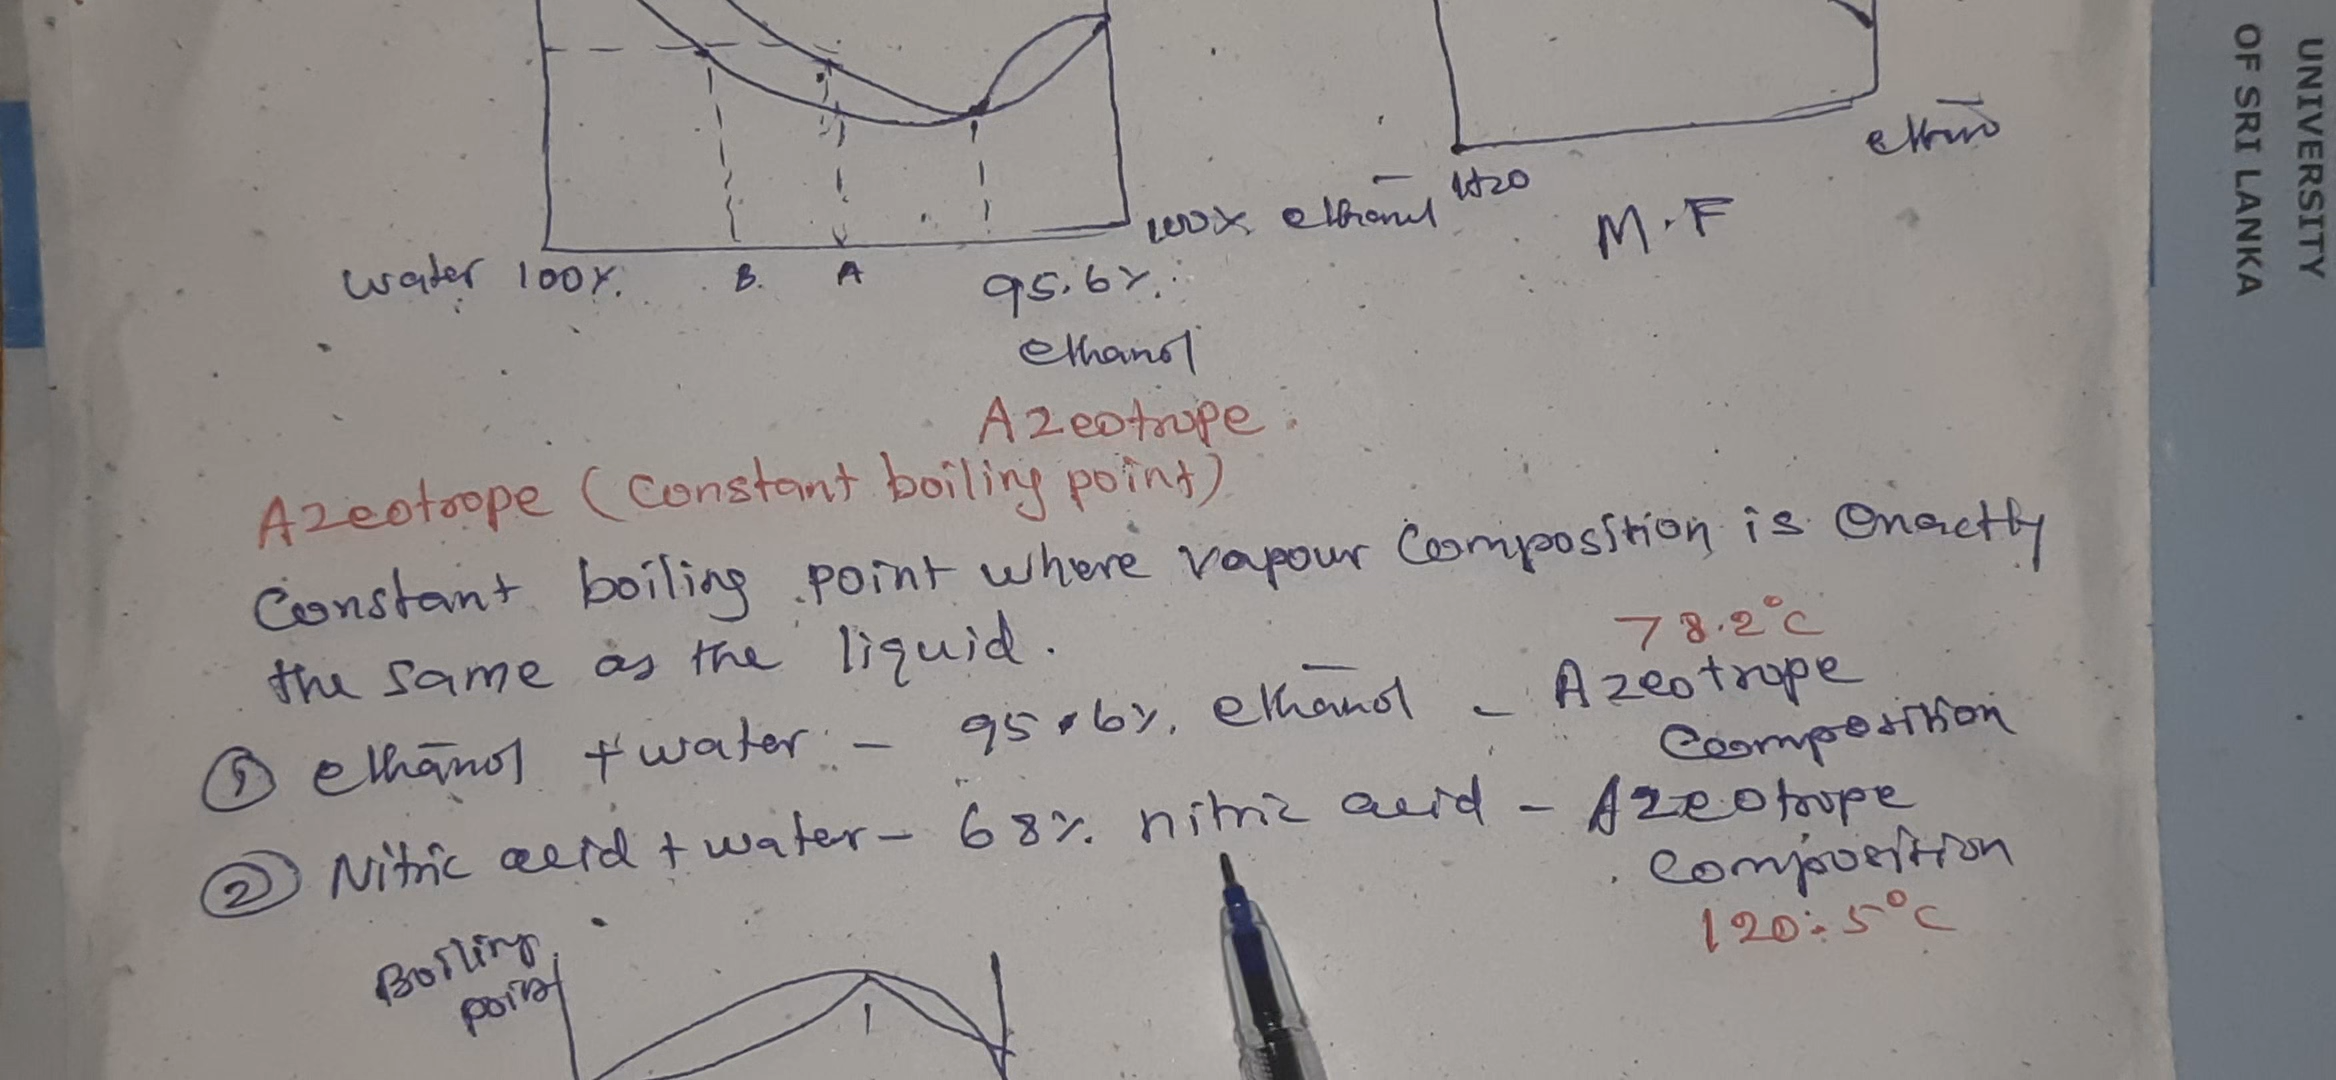 ethano
H20
100% ethanol
M.F
water 100%.
B.
A
95.6%.
ethanol
Azeotrope.
Azeotrope (constant boiling point)
Constant boiling point where vapour composition is exactly
the same as the liquid.
78.2°C
① ethanol + water - 95.6% ethanol - Azeotrope
composition
② Nitric acid + water - 68% nitric acid - Azeotrope
composition
120.5°C
Boiling
point
UNIVERSITY
OF SRI LANKA